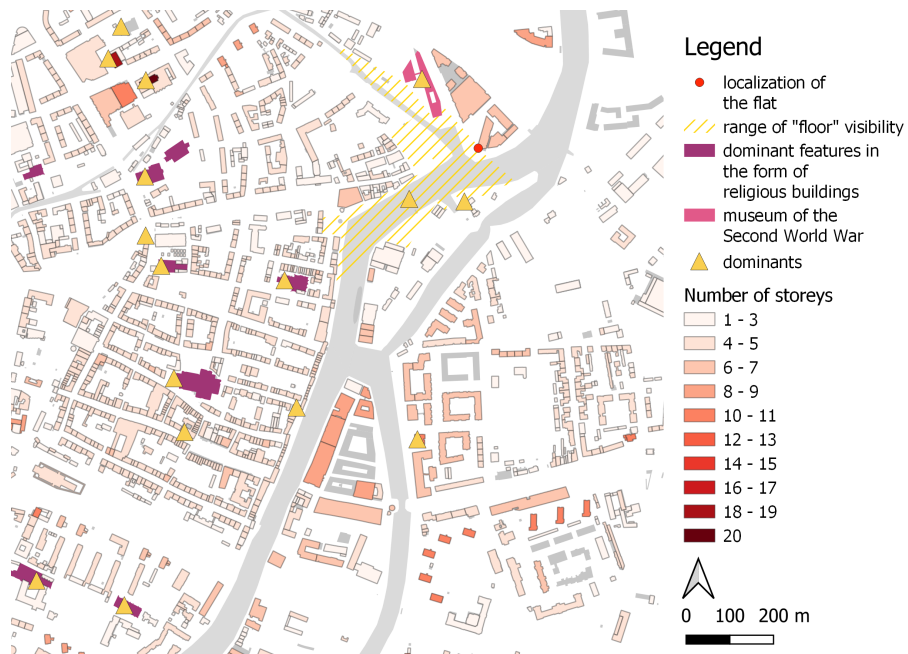 Legend
localization of
the flat
range of "floor" visibility
dominant features in
the form of
religious buildings
museum of the
Second World War
dominants
Number of storeys
1 - 3
4 - 5
6 - 7
8 - 9
10 - 11
12 - 13
14 - 15
16 - 17
18 - 19
20
0 100 200 m